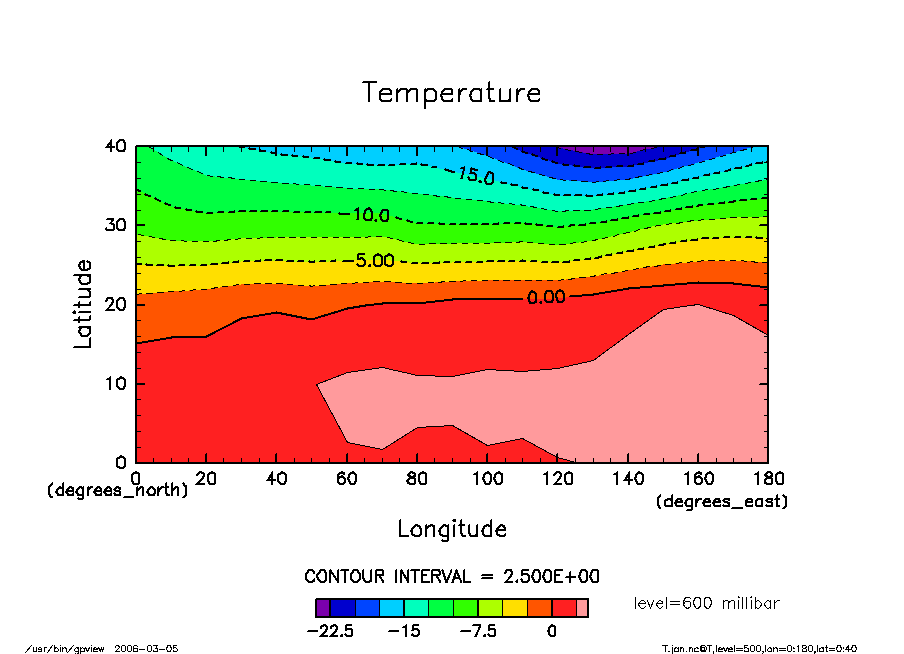 Temperature
40
30
20
10
0
Latitude
-15.0
-10.0
-5.00
0.00
0 20 40 60 80 100 120 140 160 180
(degrees_north)
(degrees_east)
Longitude
CONTOUR INTERVAL = 2.500E+00
-22.5 -15 -7.5 0
level=600 millibar
/usr/bin/gpview 2006-03-05
T.jan.nc@T,level=500,lon=0:180,lat=0:40